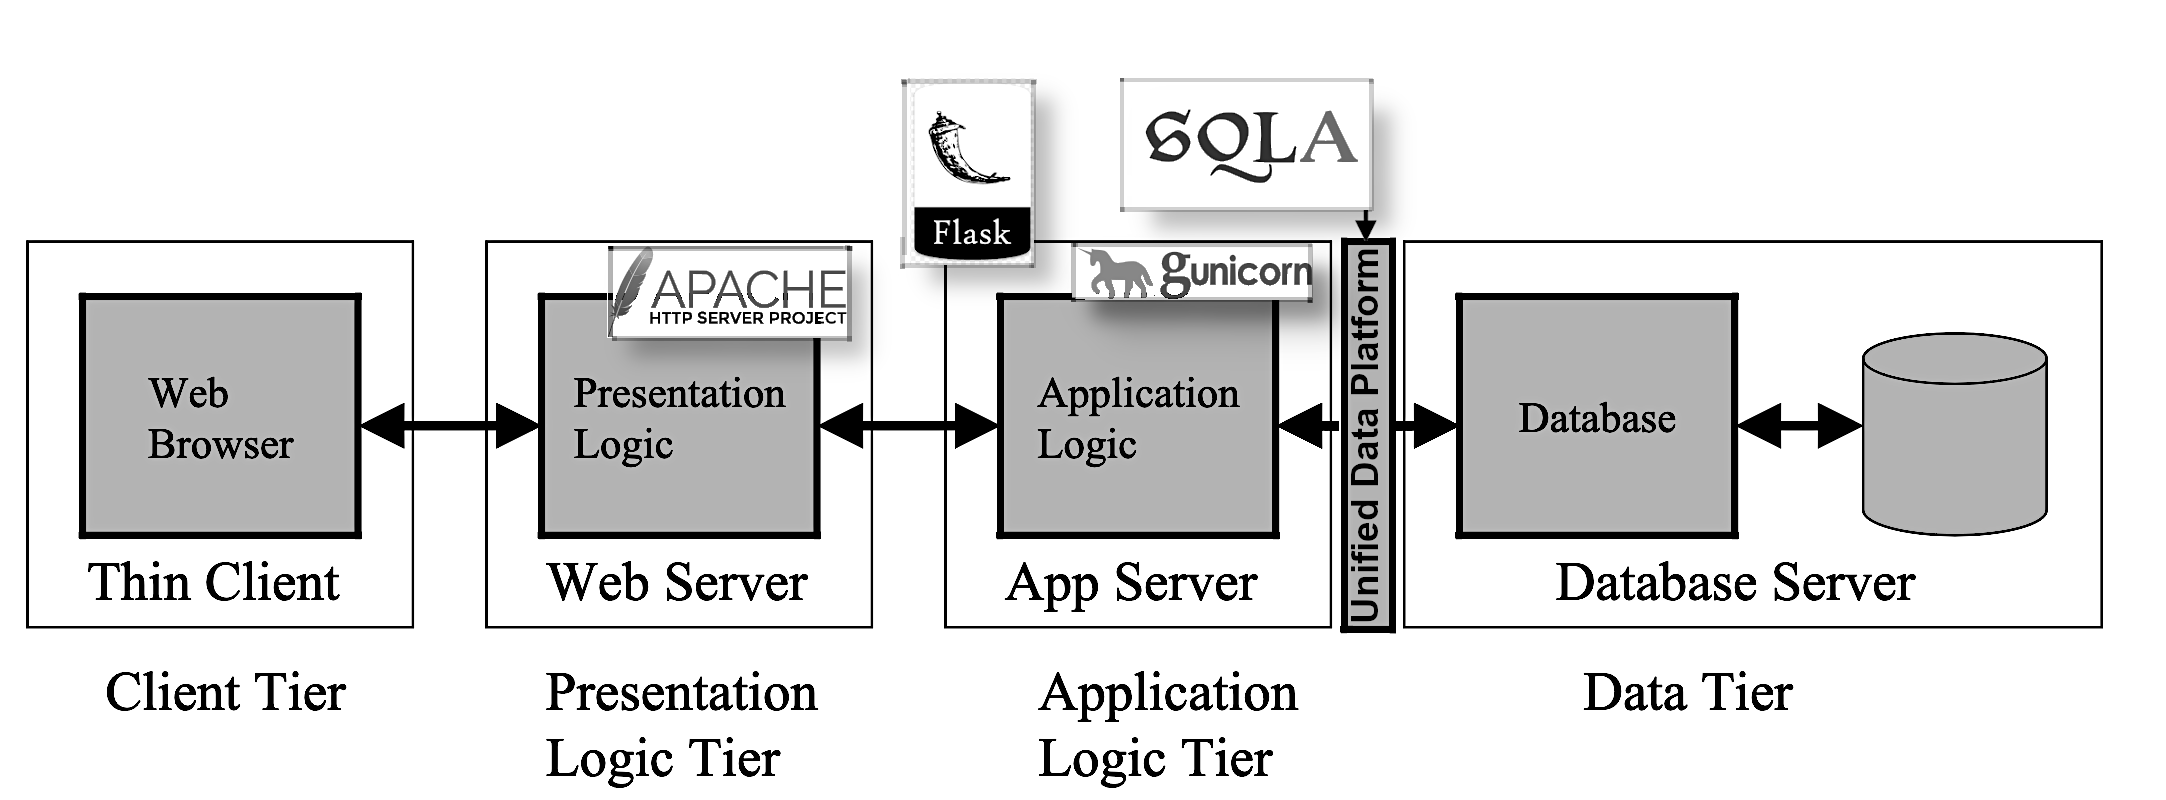 Flask
SQLA
APACHE
HTTP SERVER PROJECT
gunicorn
Web
Browser
Presentation
Logic
Application
Logic
Unified Data Platform
Database
Thin Client
Web Server
App Server
Database Server
Client Tier
Presentation
Logic Tier
Application
Logic Tier
Data Tier